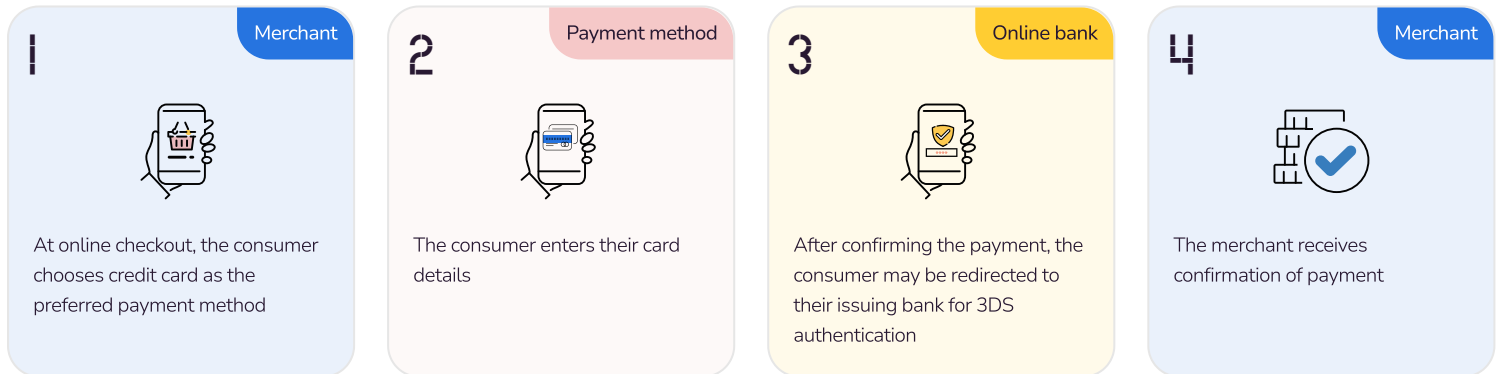 1
Merchant
At online checkout, the consumer
chooses credit card as the
preferred payment method
2
Payment method
The consumer enters their card
details
3
Online bank
After confirming the payment, the
consumer may be redirected to
their issuing bank for 3DS
authentication
4
Merchant
The merchant receives
confirmation of payment